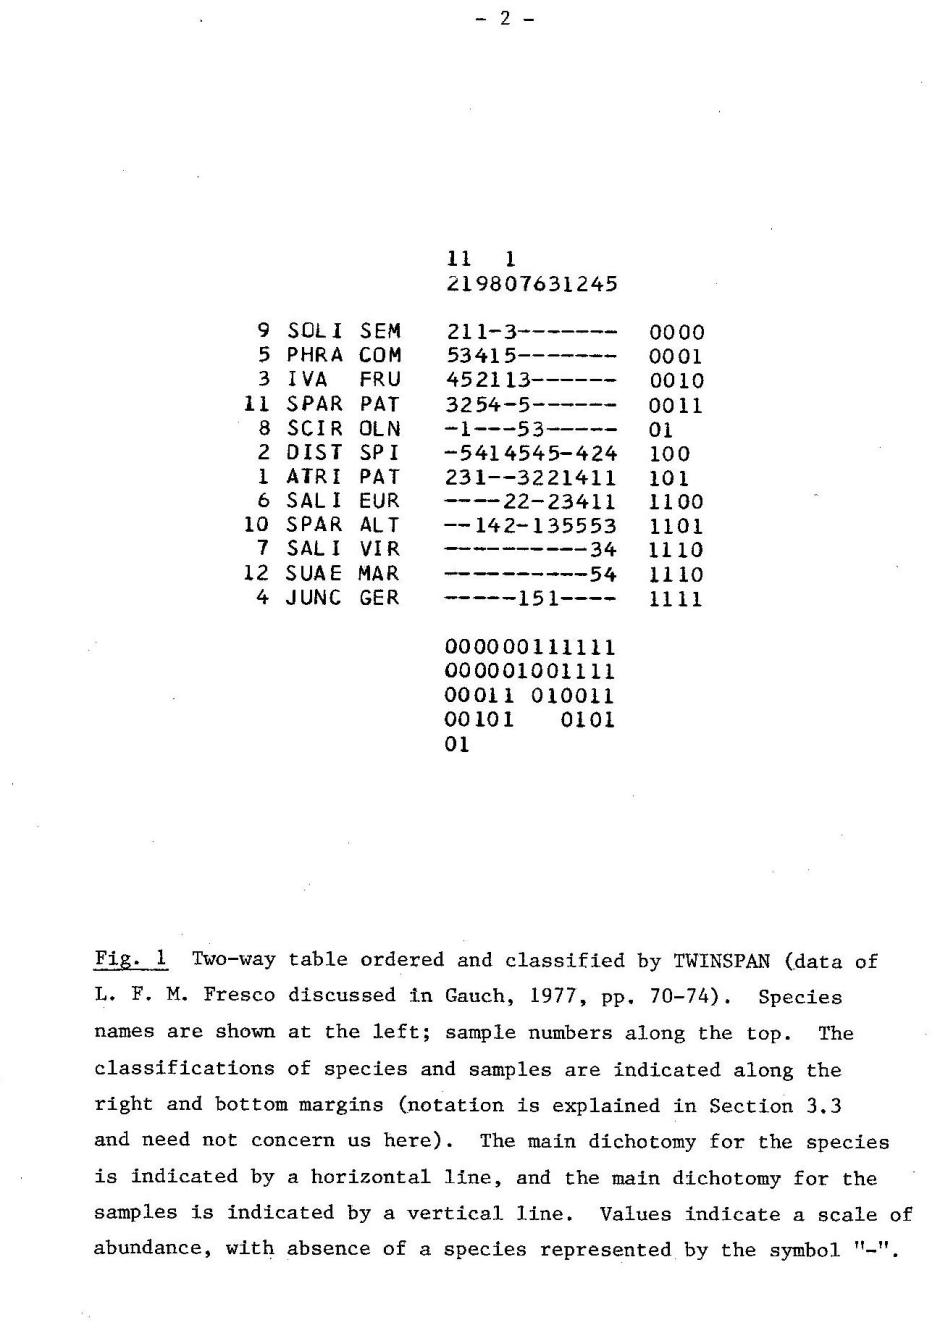 - 2 -
11  1
219807631245
9 SOLI SEM 211-3------- 0000
5 PHRA COM 53415------- 0001
3 IVA FRU 452113------ 0010
11 SPAR PAT 3254-5------ 0011
8 SCIR OLN -1---53----- 01
2 DIST SPI -5414545-424 100
1 ATRI PAT 231--3221411 101
6 SALI EUR ----22-23411 1100
10 SPAR ALT --142-135553 1101
7 SALI VIR ----------34 1110
12 SUAE MAR ----------54 1110
4 JUNC GER -----151---- 1111
000000111111
000001001111
00011 010011
00101   0101
01
Fig. 1 Two-way table ordered and classified by TWINSPAN (data of
L. F. M. Fresco discussed in Gauch, 1977, pp. 70-74). Species
names are shown at the left; sample numbers along the top. The
classifications of species and samples are indicated along the
right and bottom margins (notation is explained in Section 3.3
and need not concern us here). The main dichotomy for the species
is indicated by a horizontal line, and the main dichotomy for the
samples is indicated by a vertical line. Values indicate a scale of
abundance, with absence of a species represented by the symbol "-".